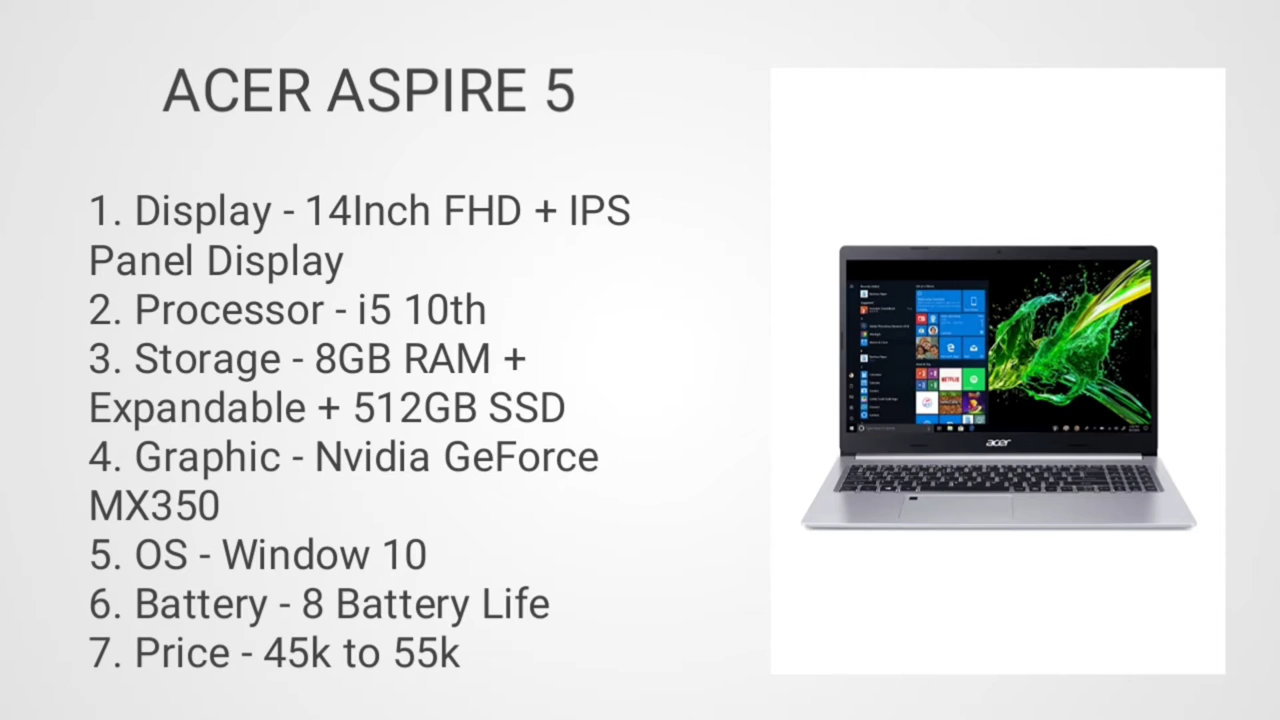 ACER ASPIRE 5
1. Display - 14Inch FHD + IPS
Panel Display
2. Processor - i5 10th
3. Storage - 8GB RAM +
Expandable + 512GB SSD
4. Graphic - Nvidia GeForce
MX350
5. OS - Window 10
6. Battery - 8 Battery Life
7. Price - 45k to 55k
NETFLIX
acer